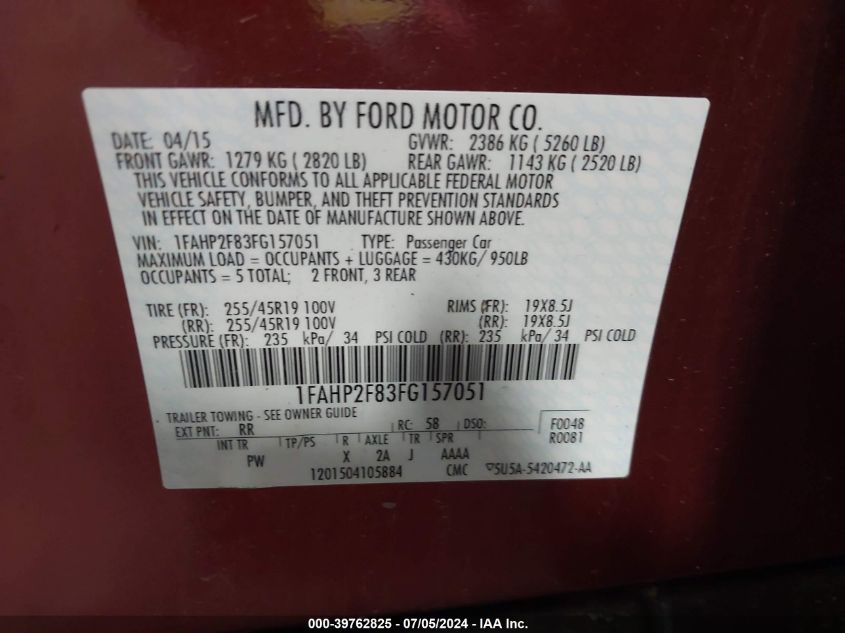 MFD. BY FORD MOTOR CO.
DATE: 04/15 GVWR: 2386 KG ( 5260 LB)
FRONT GAWR: 1279 KG ( 2820 LB) REAR GAWR: 1143 KG ( 2520 LB)
THIS VEHICLE CONFORMS TO ALL APPLICABLE FEDERAL MOTOR
VEHICLE SAFETY, BUMPER, AND THEFT PREVENTION STANDARDS
IN EFFECT ON THE DATE OF MANUFACTURE SHOWN ABOVE.
VIN: 1FAHP2F83FG157051 TYPE: Passenger Car
MAXIMUM LOAD = OCCUPANTS + LUGGAGE = 430KG/ 950LB
OCCUPANTS = 5 TOTAL; 2 FRONT, 3 REAR
TIRE (FR): 255/45R19 100V RIMS (FR): 19X8.5J
(RR): 255/45R19 100V (RR): 19X8.5J
PRESSURE (FR): 235 kPa/ 34 PSI COLD (RR): 235 kPa/ 34 PSI COLD
1FAHP2F83FG157051
TRAILER TOWING - SEE OWNER GUIDE
EXT PNT: RR RC: 58 DSO: F0048
INT TR TP/PS R AXLE TR SPR R0081
PW X 2A J AAAA
1201504105884 CMC ▽5U5A-5420472-AA
000-39762825 - 07/05/2024 - IAA Inc.